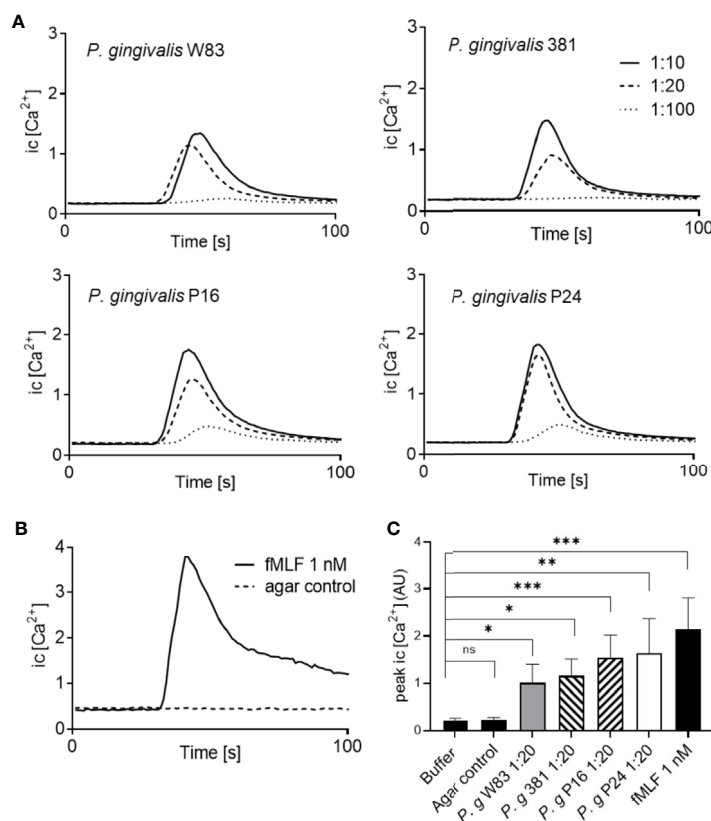 A
P. gingivalis W83
3
2
1
0
0
100
ic [Ca2+]
Time [s]
P. gingivalis 381
1:10
1:20
1:100
3
2
1
0
0
100
ic [Ca2+]
Time [s]
P. gingivalis P16
3
2
1
0
0
100
ic [Ca2+]
Time [s]
P. gingivalis P24
3
2
1
0
0
100
ic [Ca2+]
Time [s]
B
fMLF 1 nM
agar control
4
3
2
1
0
0
100
ic [Ca2+]
Time [s]
C
4
3
2
1
0
peak ic [Ca2+] (AU)
***
**
***
*
*
ns
Buffer
Agar control
P. g W83 1:20
P. g 381 1:20
P. g P16 1:20
P. g P24 1:20
fMLF 1 nM